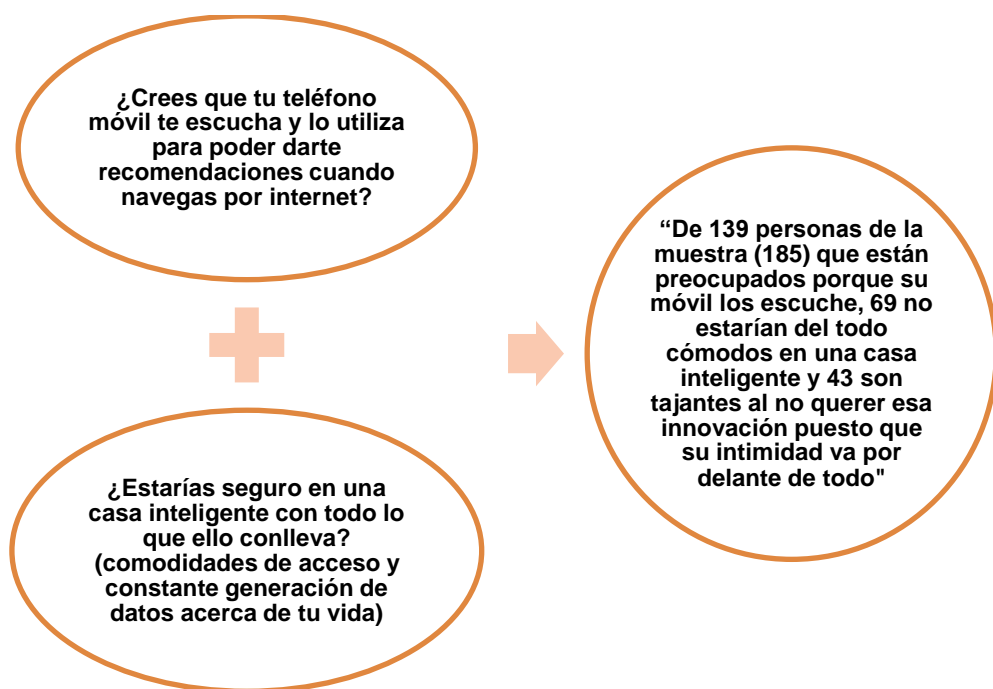 ¿Crees que tu teléfono
móvil te escucha y lo utiliza
para poder darte
recomendaciones cuando
navegas por internet?
¿Estarías seguro en una
casa inteligente con todo lo
que ello conlleva?
(comodidades de acceso y
constante generación de
datos acerca de tu vida)
“De 139 personas de la
muestra (185) que están
preocupados porque su
móvil los escuche, 69 no
estarían del todo
cómodos en una casa
inteligente y 43 son
tajantes al no querer esa
innovación puesto que
su intimidad va por
delante de todo"